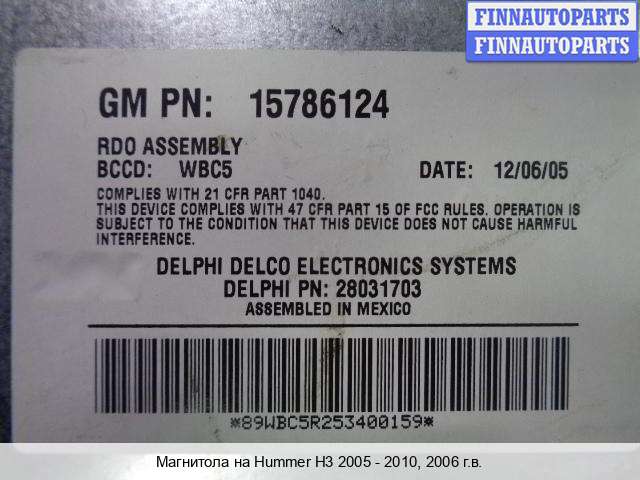 FINNAUTOPARTS
FINNAUTOPARTS
GM PN: 15786124
RDO ASSEMBLY
BCCD: WBC5 DATE: 12/06/05
COMPLIES WITH 21 CFR PART 1040.
THIS DEVICE COMPLIES WITH 47 CFR PART 15 OF FCC RULES. OPERATION IS
SUBJECT TO THE CONDITION THAT THIS DEVICE DOES NOT CAUSE HARMFUL
INTERFERENCE.
DELPHI DELCO ELECTRONICS SYSTEMS
DELPHI PN: 28031703
ASSEMBLED IN MEXICO
*89WBC5R253400159*
Магнитола на Hummer H3 2005 - 2010, 2006 г.в.